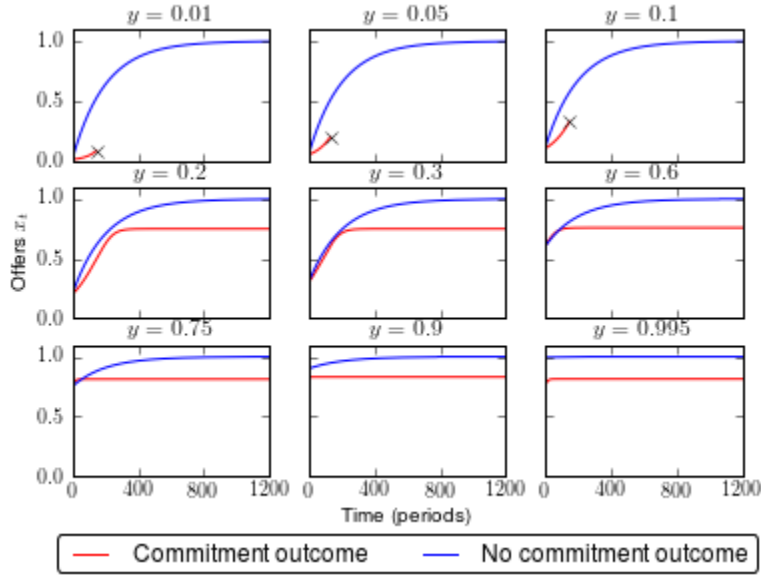 y = 0.01 y = 0.05 y = 0.1
1.0
0.5
0.0
y = 0.2 y = 0.3 y = 0.6
1.0
0.5
0.0
Offers x_t
y = 0.75 y = 0.9 y = 0.995
1.0
0.5
0.0
0 400 800 1200 0 400 800 1200 0 400 800 1200
Time (periods)
Commitment outcome No commitment outcome